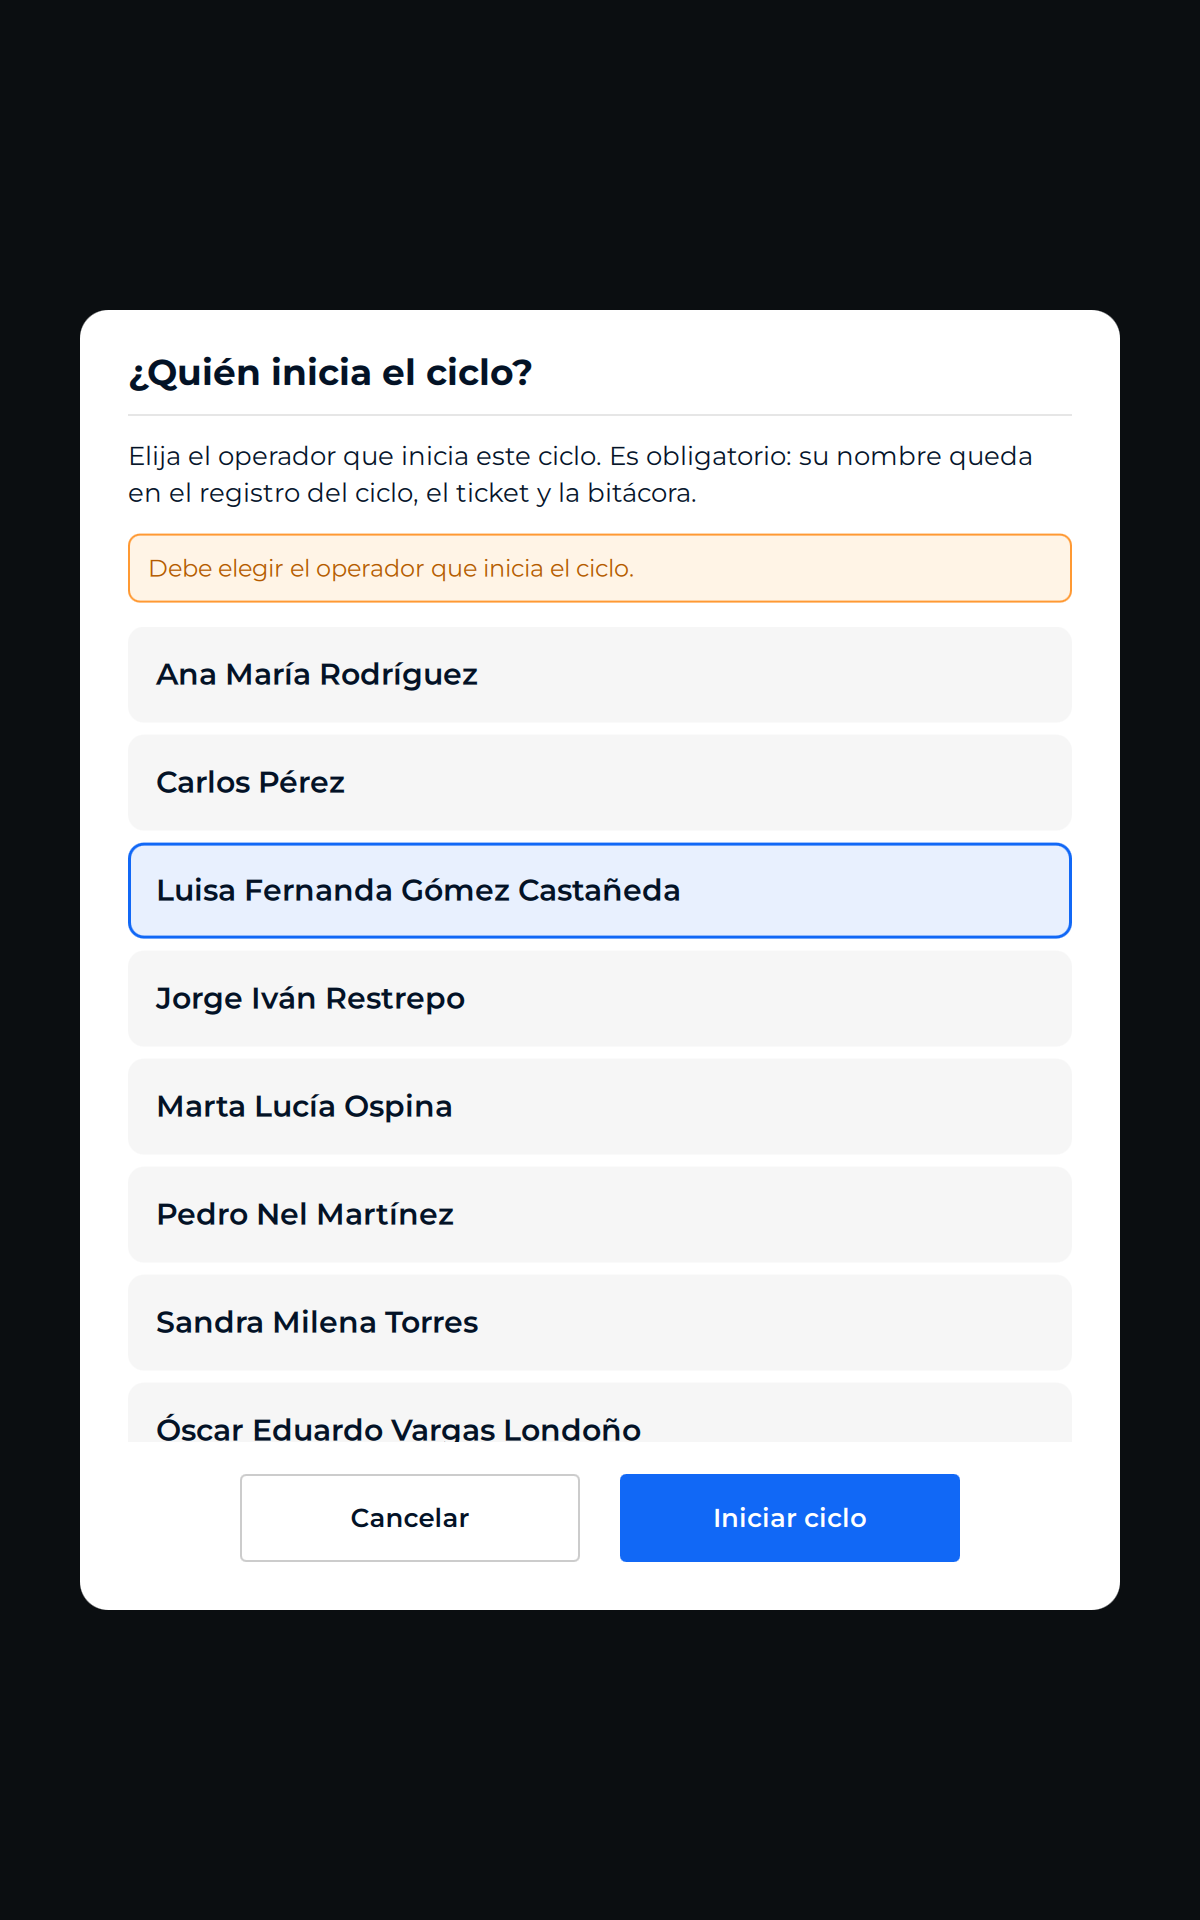 ¿Quién inicia el ciclo?
Elija el operador que inicia este ciclo. Es obligatorio: su nombre queda
en el registro del ciclo, el ticket y la bitácora.
Debe elegir el operador que inicia el ciclo.
Ana María Rodríguez
Carlos Pérez
Luisa Fernanda Gómez Castañeda
Jorge Iván Restrepo
Marta Lucía Ospina
Pedro Nel Martínez
Sandra Milena Torres
Óscar Eduardo Vargas Londoño
Cancelar
Iniciar ciclo